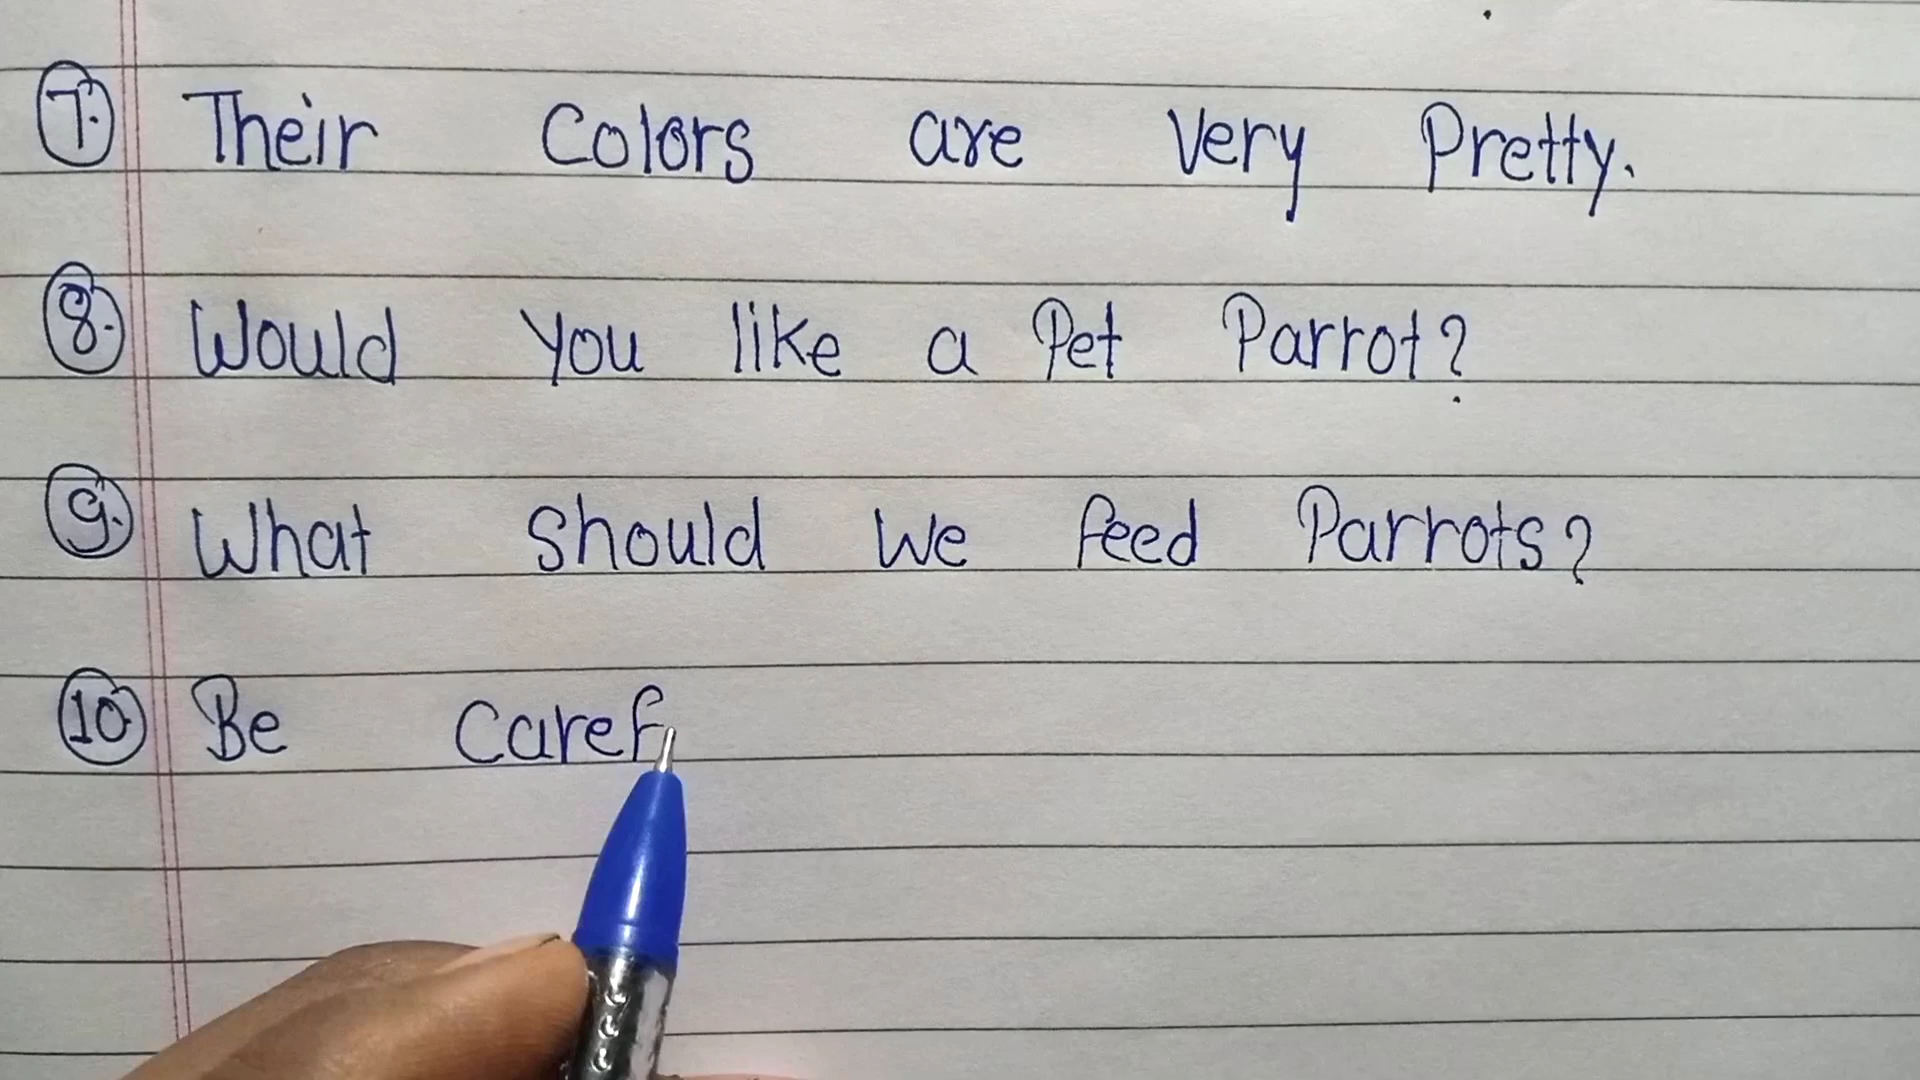 7. Their Colors are Very Pretty.
8. Would You like a Pet Parrot?
9. What should We feed Parrots?
10. Be Caref